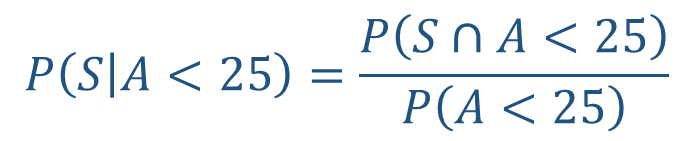 P(S|A < 25) = P(S ∩ A < 25) / P(A < 25)